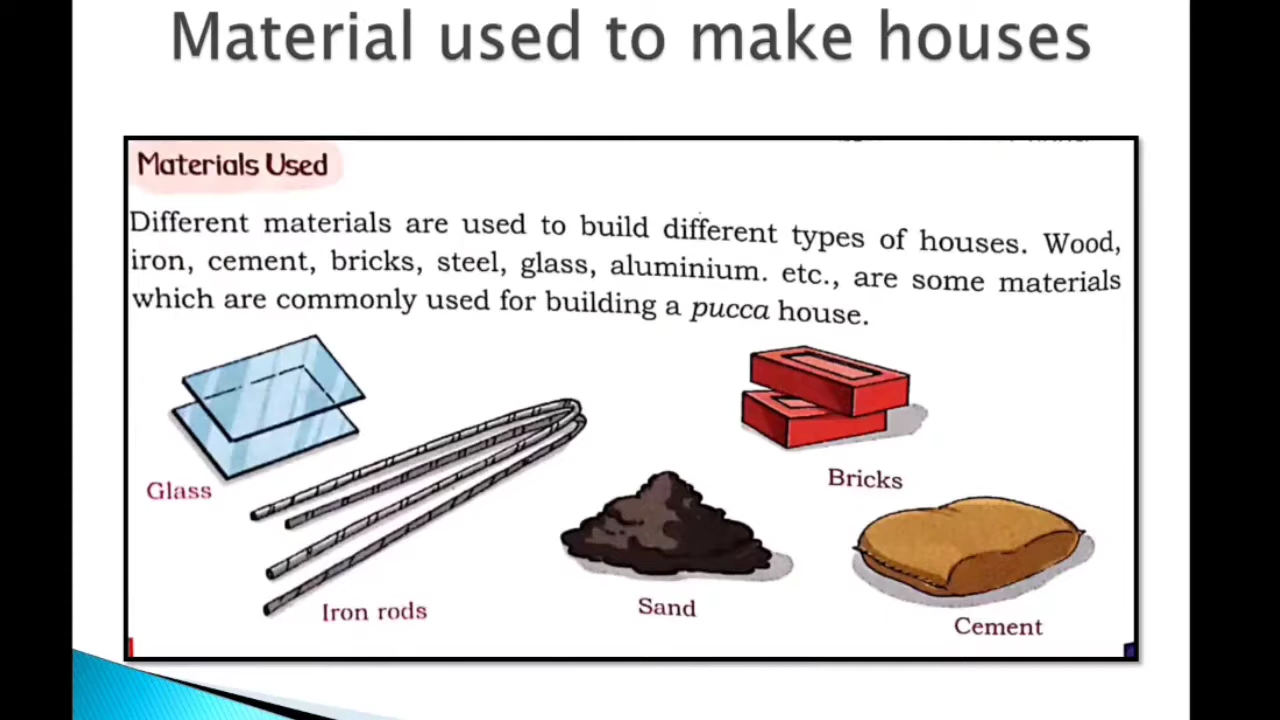 Material used to make houses
Materials Used
Different materials are used to build different types of houses. Wood,
iron, cement, bricks, steel, glass, aluminium. etc., are some materials
which are commonly used for building a pucca house.
Glass
Bricks
Iron rods
Sand
Cement